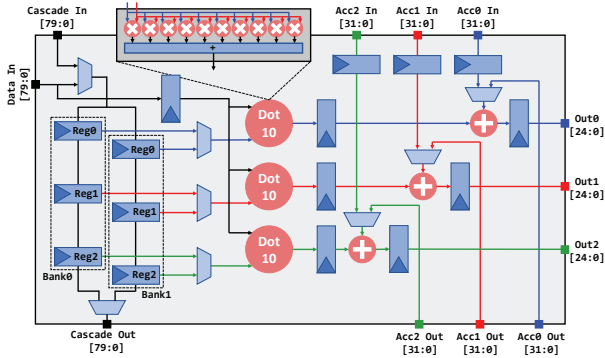 Cascade In
[79:0]
Acc2 In
[31:0]
Acc1 In
[31:0]
Acc0 In
[31:0]
+
Data In
[79:0]
Reg0
Reg0
Reg1
Reg1
Reg2
Reg2
Bank0
Bank1
Dot
10
Dot
10
Dot
10
Out0
[24:0]
Out1
[24:0]
Out2
[24:0]
Cascade Out
[79:0]
Acc2 Out
[31:0]
Acc1 Out
[31:0]
Acc0 Out
[31:0]